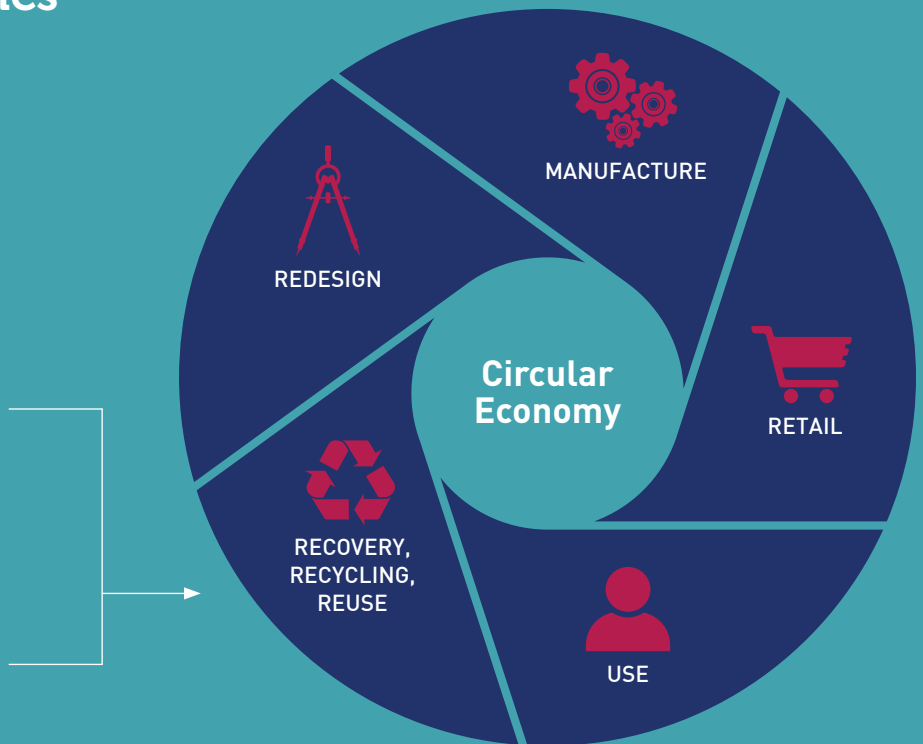 MANUFACTURE
REDESIGN
Circular
Economy
RETAIL
RECOVERY,
RECYCLING,
REUSE
USE